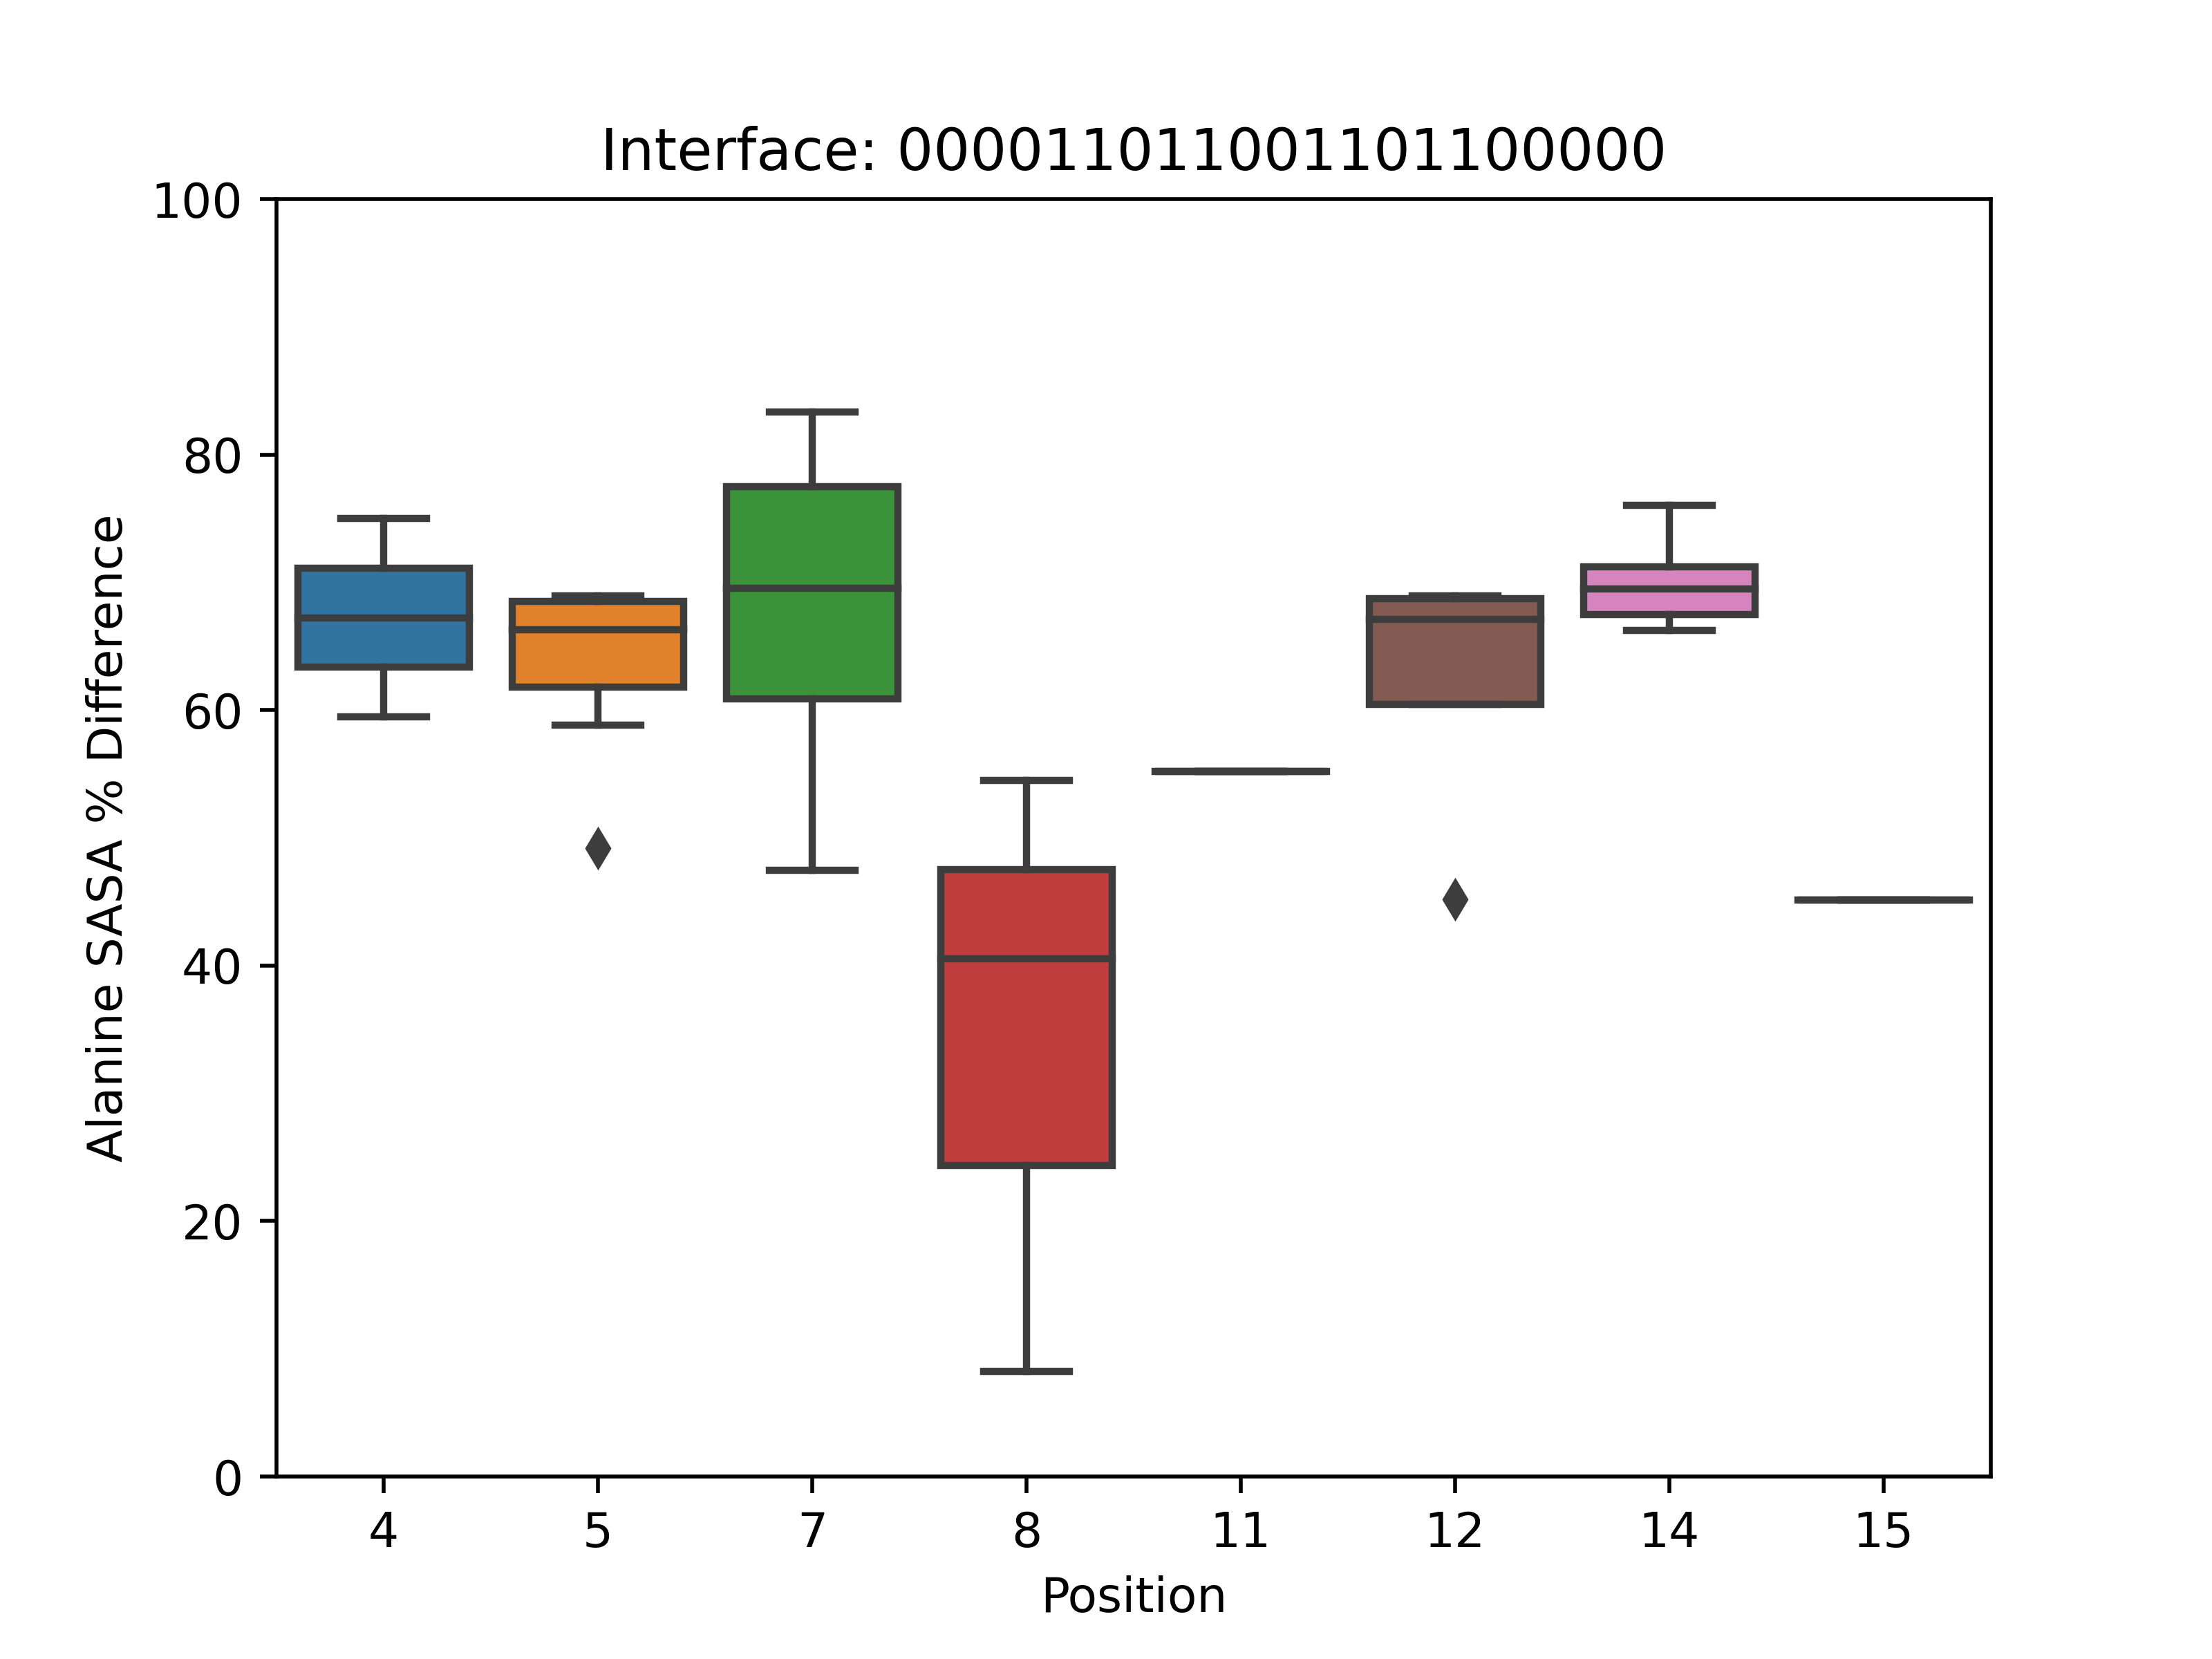 Interface: 000011011001101100000
100
80
60
40
20
0
Alanine SASA % Difference
4 5 7 8 11 12 14 15
Position